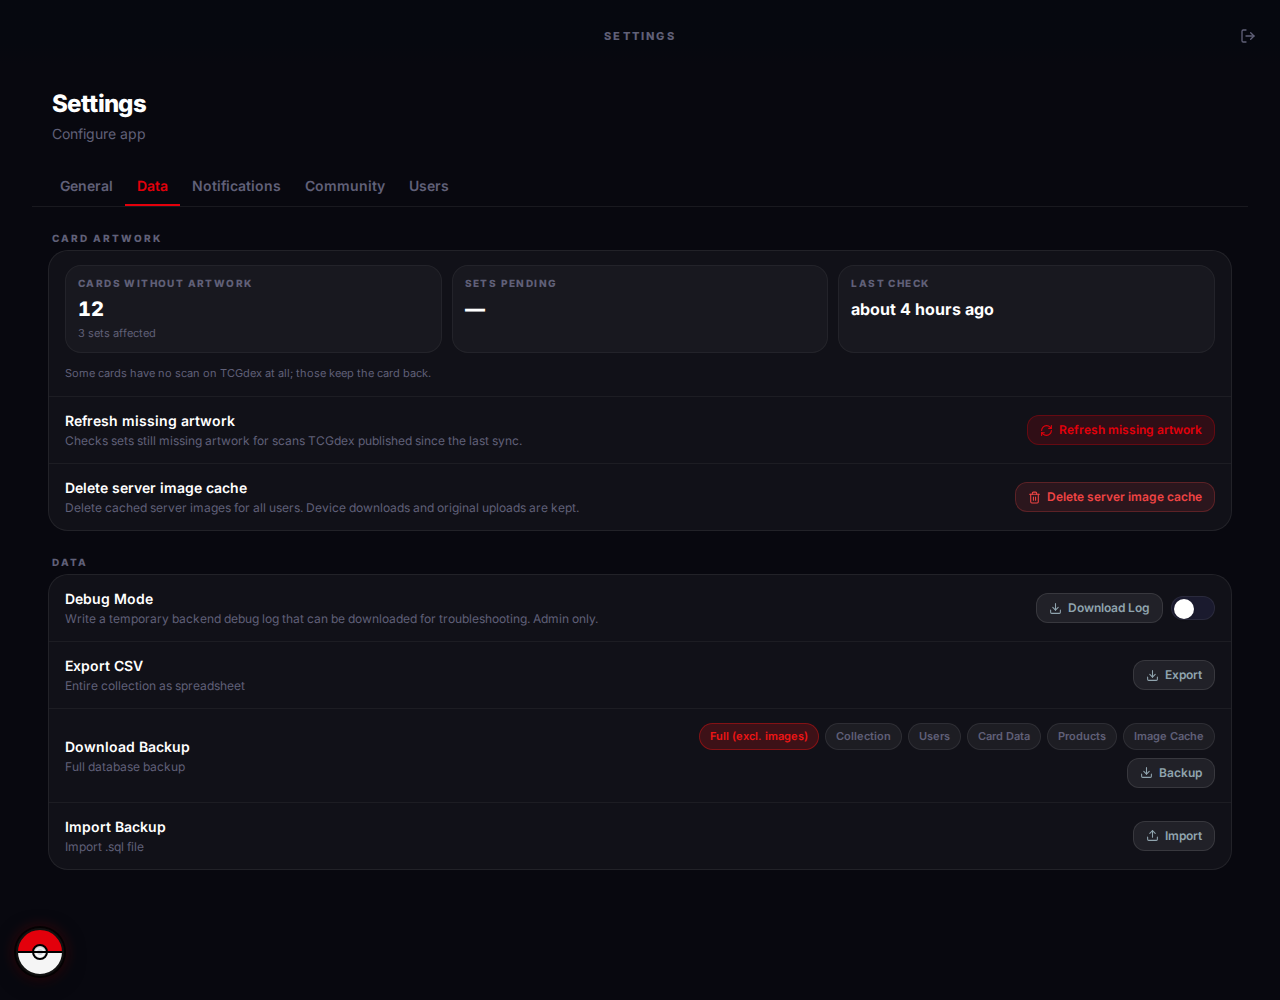 SETTINGS
Settings
Configure app
General
Data
Notifications
Community
Users
CARD ARTWORK
CARDS WITHOUT ARTWORK
12
3 sets affected
SETS PENDING
—
LAST CHECK
about 4 hours ago
Some cards have no scan on TCGdex at all; those keep the card back.
Refresh missing artwork
Checks sets still missing artwork for scans TCGdex published since the last sync.
Refresh missing artwork
Delete server image cache
Delete cached server images for all users. Device downloads and original uploads are kept.
Delete server image cache
DATA
Debug Mode
Write a temporary backend debug log that can be downloaded for troubleshooting. Admin only.
Download Log
Export CSV
Entire collection as spreadsheet
Export
Download Backup
Full database backup
Full (excl. images)
Collection
Users
Card Data
Products
Image Cache
Backup
Import Backup
Import .sql file
Import